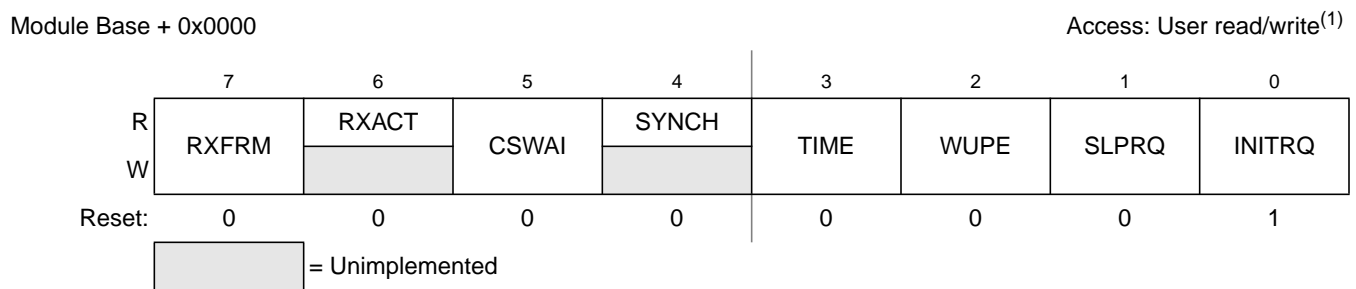 Module Base + 0x0000 Access: User read/write(1)
7 6 5 4 3 2 1 0
R RXFRM RXACT CSWAI SYNCH TIME WUPE SLPRQ INITRQ
W
Reset: 0 0 0 0 0 0 0 1
= Unimplemented